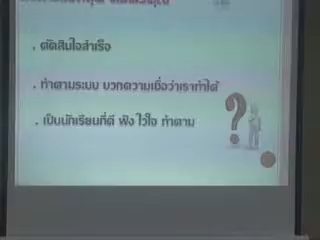 . ตัดสินใจสำเร็จ
. ทำตามระบบ บวกความเชื่อว่าเราทำได้
. เป็นนักเรียนที่ดี ฟัง ไว้ใจ ทำตาม